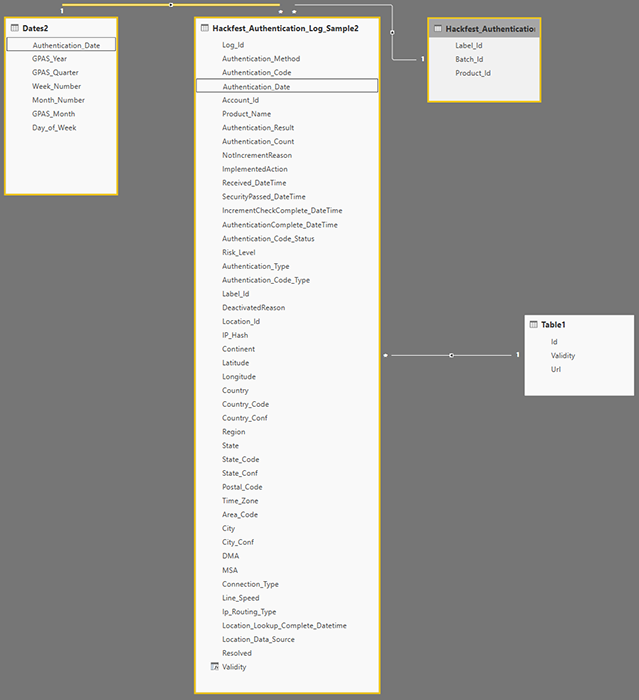 1
Dates2
Authentication_Date
GPAS_Year
GPAS_Quarter
Week_Number
Month_Number
GPAS_Month
Day_of_Week
*
*
Hackfest_Authentication_Log_Sample2
Log_Id
Authentication_Method
Authentication_Code
Authentication_Date
Account_Id
Product_Name
Authentication_Result
Authentication_Count
NotIncrementReason
ImplementedAction
Received_DateTime
SecurityPassed_DateTime
IncrementCheckComplete_DateTime
AuthenticationComplete_DateTime
Authentication_Code_Status
Risk_Level
Authentication_Type
Authentication_Code_Type
Label_Id
DeactivatedReason
Location_Id
IP_Hash
Continent
Latitude
Longitude
Country
Country_Code
Country_Conf
Region
State
State_Code
State_Conf
Postal_Code
Time_Zone
Area_Code
City
City_Conf
DMA
MSA
Connection_Type
Line_Speed
Ip_Routing_Type
Location_Lookup_Complete_Datetime
Location_Data_Source
Resolved
Validity
1
Hackfest_Authentication
Label_Id
Batch_Id
Product_Id
*
1
Table1
Id
Validity
Url